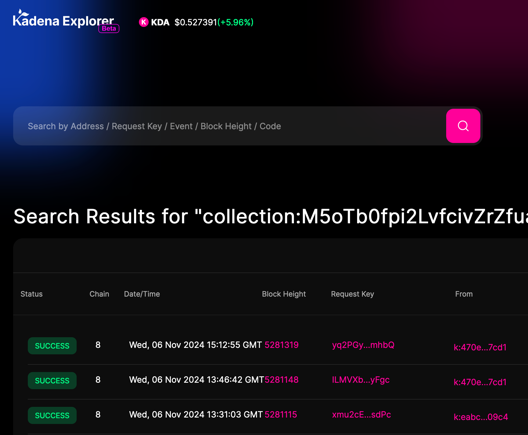 Kadena Explorer
Beta
K KDA $0.527391(+5.96%)
Search by Address / Request Key / Event / Block Height / Code
Search Results for "collection:M5oTb0fpi2LvfcivZrZfua
Status Chain Date/Time Block Height Request Key From
SUCCESS 8 Wed, 06 Nov 2024 15:12:55 GMT 5281319 yq2PGy...mhbQ k:470e...7cd1
SUCCESS 8 Wed, 06 Nov 2024 13:46:42 GMT 5281148 lLMVXb...yFgc k:470e...7cd1
SUCCESS 8 Wed, 06 Nov 2024 13:31:03 GMT 5281115 xmu2cE...sdPc k:eabc...09c4